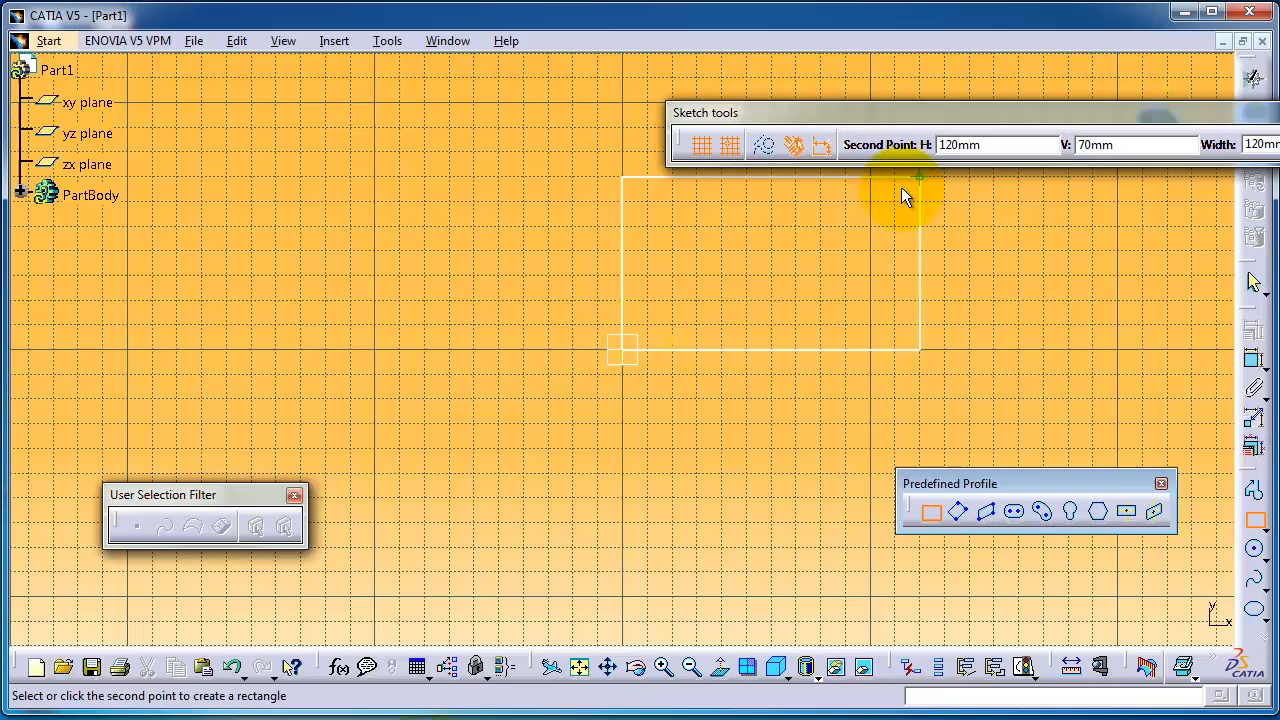 CATIA V5 - [Part1]
Start ENOVIA V5 VPM File Edit View Insert Tools Window Help
Part1
xy plane
yz plane
zx plane
PartBody
Sketch tools
Second Point: H: 120mm V: 70mm Width: 120mm
User Selection Filter
Predefined Profile
y
x
f(x)
DS CATIA
Select or click the second point to create a rectangle